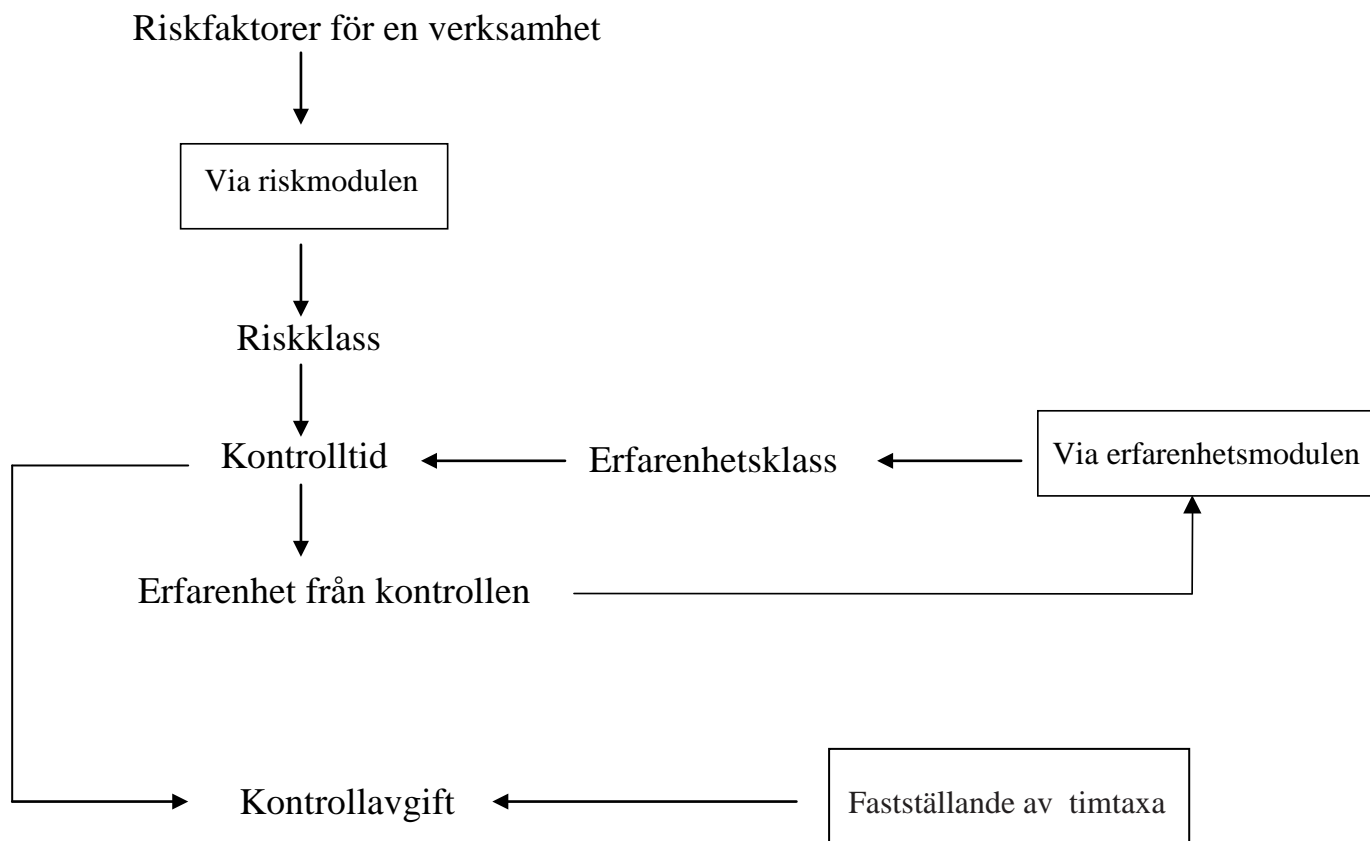 Riskfaktorer för en verksamhet
Via riskmodulen
Riskklass
Kontrolltid
Erfarenhetsklass
Via erfarenhetsmodulen
Erfarenhet från kontrollen
Kontrollavgift
Fastställande av timtaxa